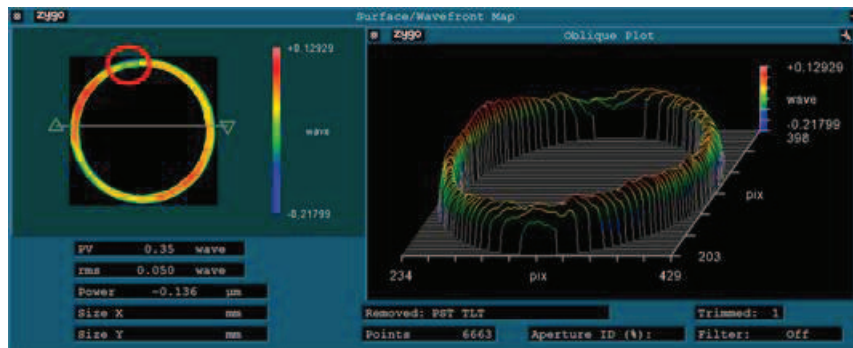 zygo Surface/Wavefront Map
zygo Oblique Plot
+0.12929
wave
-0.21799
+0.12929
wave
-0.21799
398
pix
203
234 pix 429
PV 0.35 wave
rms 0.050 wave
Power -0.136 µm
Size X mm
Size Y mm
Removed: PST TLT
Trimmed: 1
Points 6663
Aperture ID (%):
Filter: Off